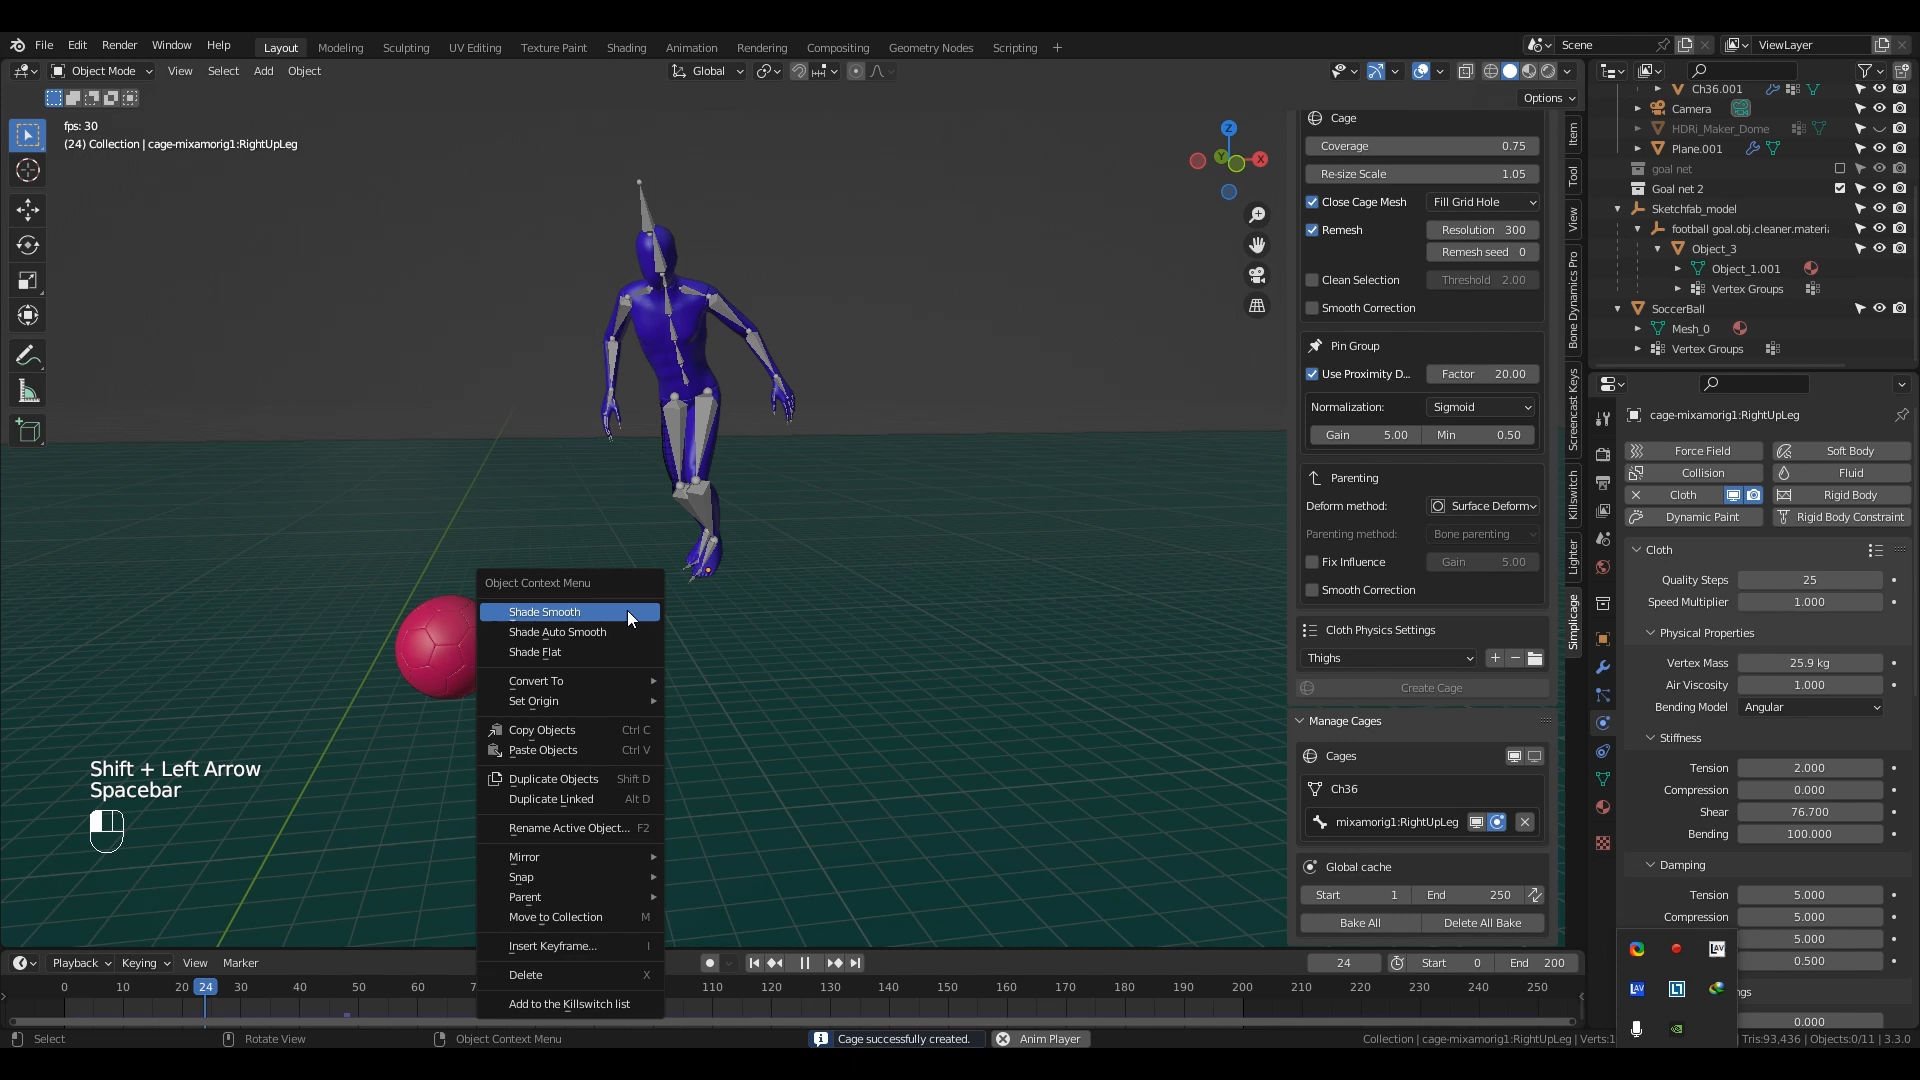 File Edit Render Window Help Layout Modeling Sculpting UV Editing Texture Paint Shading Animation Rendering Compositing Geometry Nodes Scripting + Scene ViewLayer
Object Mode View Select Add Object Global
Options
fps: 30
(24) Collection | cage-mixamorig1:RightUpLeg
Z
Y
X
Cage
Coverage 0.75
Re-size Scale 1.05
Close Cage Mesh Fill Grid Hole
Remesh Resolution 300
Remesh seed 0
Clean Selection Threshold 2.00
Smooth Correction
Pin Group
Use Proximity D... Factor 20.00
Normalization: Sigmoid
Gain 5.00 Min 0.50
Parenting
Deform method: Surface Deform
Parenting method: Bone parenting
Fix Influence Gain 5.00
Smooth Correction
Cloth Physics Settings
Thighs
Create Cage
Manage Cages
Cages
Ch36
mixamorig1:RightUpLeg
Global cache
Start 1 End 250
Bake All Delete All Bake
Item
Tool
View
Bone Dynamics Pro
Screencast Keys
Killswitch
Lighter
Simplicage
Ch36.001
Camera
HDRi_Maker_Dome
Plane.001
goal net
Goal net 2
Sketchfab_model
football goal.obj.cleaner.materi
Object_3
Object_1.001
Vertex Groups
SoccerBall
Mesh_0
Vertex Groups
cage-mixamorig1:RightUpLeg
Force Field Soft Body
Collision Fluid
Cloth Rigid Body
Dynamic Paint Rigid Body Constraint
Cloth
Quality Steps 25
Speed Multiplier 1.000
Physical Properties
Vertex Mass 25.9 kg
Air Viscosity 1.000
Bending Model Angular
Stiffness
Tension 2.000
Compression 0.000
Shear 76.700
Bending 100.000
Damping
Tension 5.000
Compression 5.000
5.000
0.500
ngs
0.000
LAV
LAV
Object Context Menu
Shade Smooth
Shade Auto Smooth
Shade Flat
Convert To
Set Origin
Copy Objects Ctrl C
Paste Objects Ctrl V
Duplicate Objects Shift D
Duplicate Linked Alt D
Rename Active Object... F2
Mirror
Snap
Parent
Move to Collection M
Insert Keyframe... I
Delete X
Add to the Killswitch list
Shift + Left Arrow
Spacebar
Playback Keying View Marker 24 Start 0 End 200
0 10 20 24 30 40 50 60 7 110 120 130 140 150 160 170 180 190 200 210 220 230 240 250
Select Rotate View Object Context Menu Cage successfully created. Anim Player Collection | cage-mixamorig1:RightUpLeg | Verts:1 Tris:93,436 | Objects:0/11 | 3.3.0